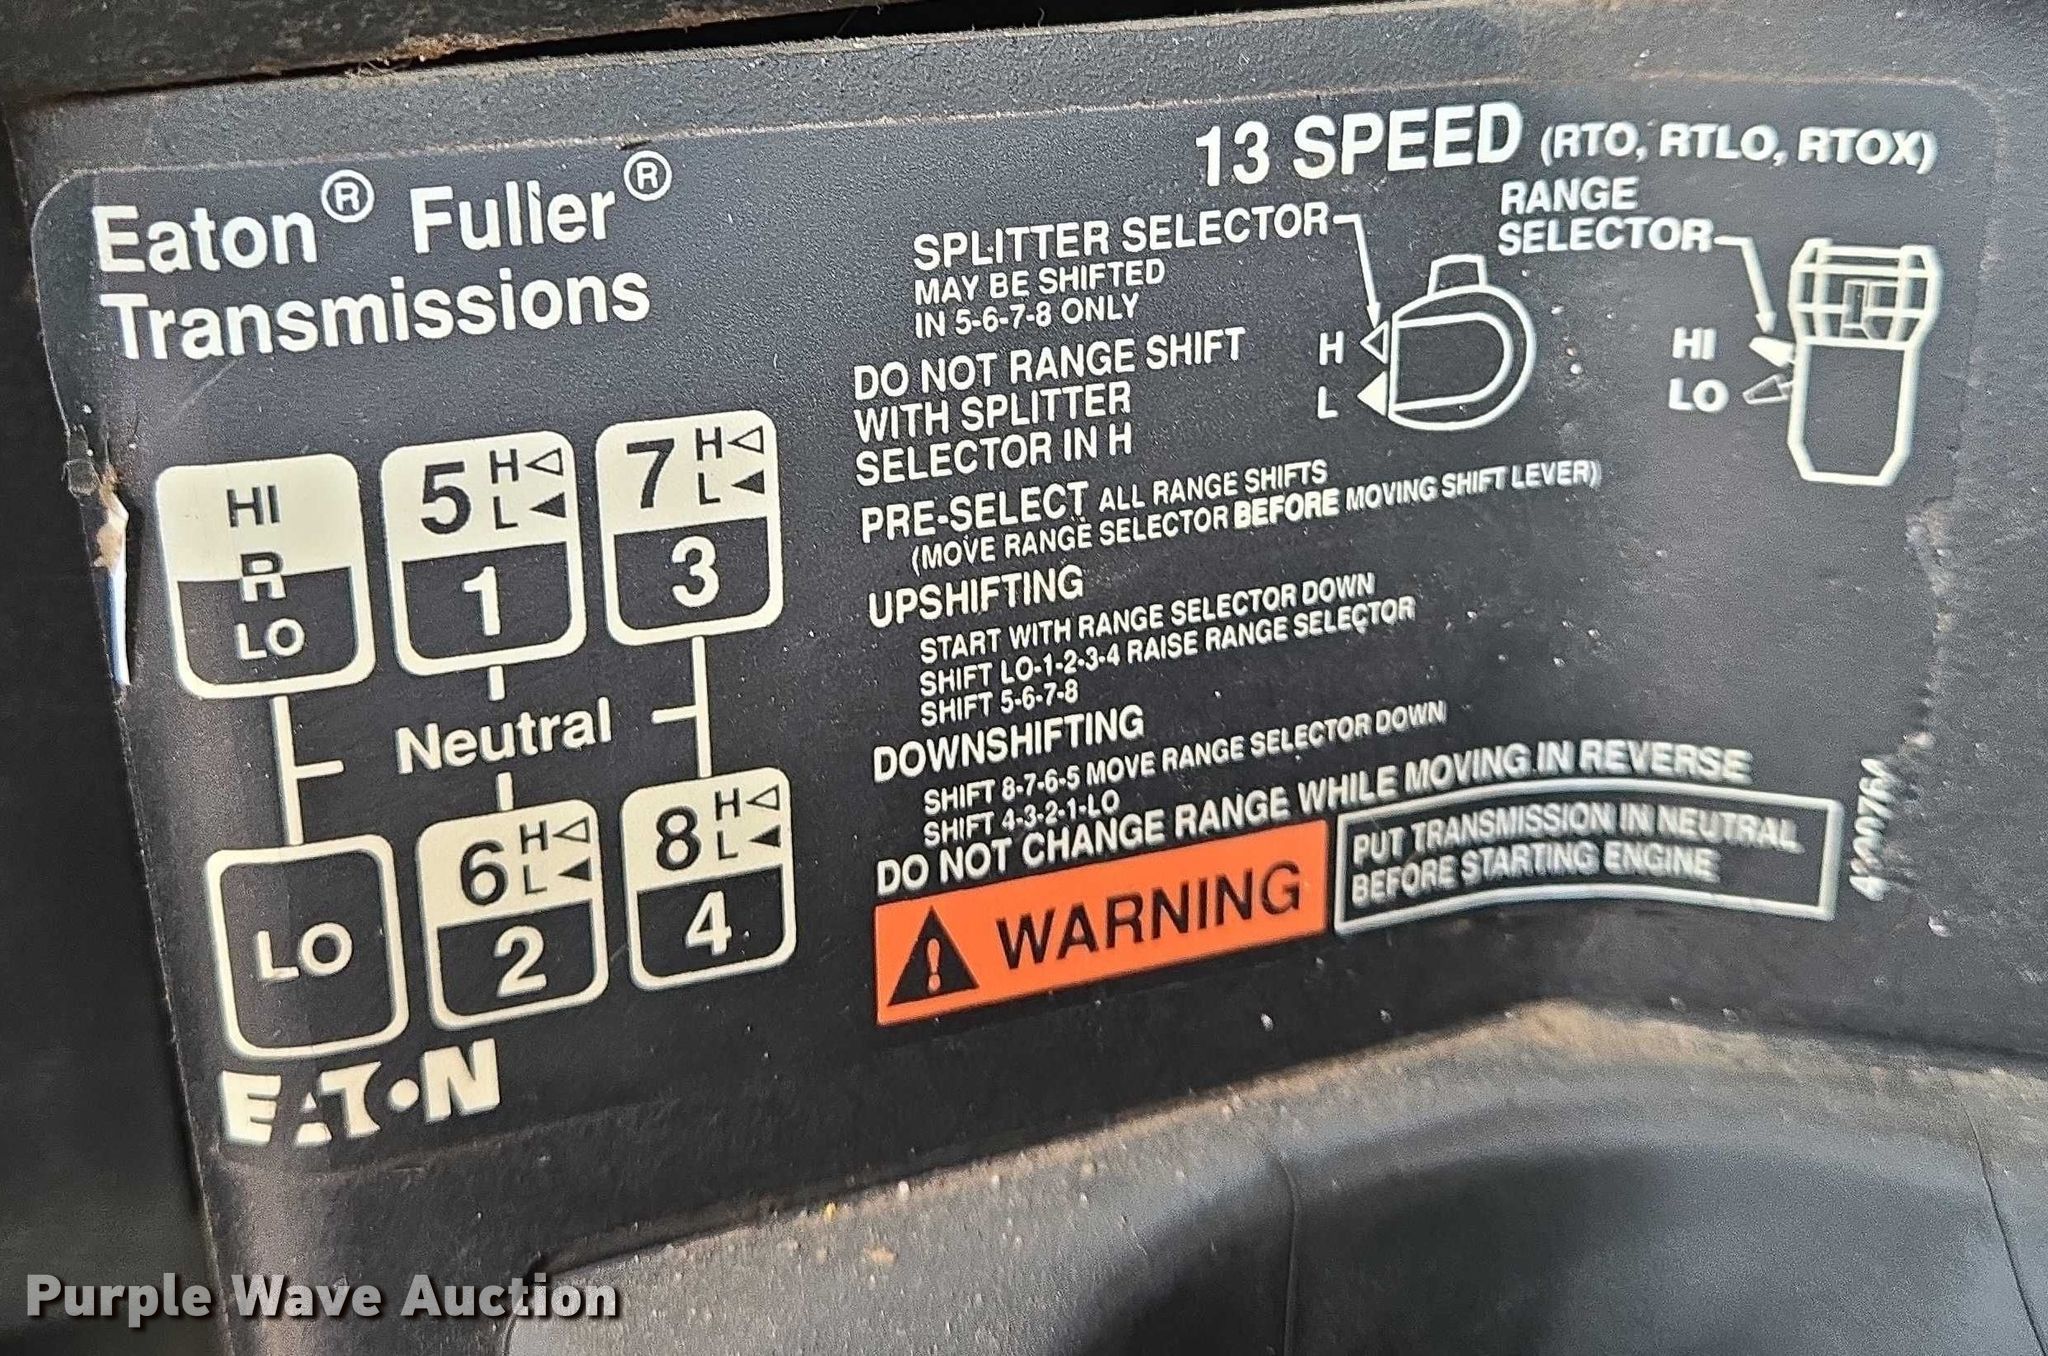 Eaton® Fuller®
Transmissions
13 SPEED (RTO, RTLO, RTOX)
SPLITTER SELECTOR
MAY BE SHIFTED
IN 5-6-7-8 ONLY
H
L
RANGE
SELECTOR
HI
LO
DO NOT RANGE SHIFT
WITH SPLITTER
SELECTOR IN H
PRE-SELECT ALL RANGE SHIFTS
(MOVE RANGE SELECTOR BEFORE MOVING SHIFT LEVER)
UPSHIFTING
START WITH RANGE SELECTOR DOWN
SHIFT LO-1-2-3-4 RAISE RANGE SELECTOR
SHIFT 5-6-7-8
DOWNSHIFTING
SHIFT 8-7-6-5 MOVE RANGE SELECTOR DOWN
SHIFT 4-3-2-1-LO
DO NOT CHANGE RANGE WHILE MOVING IN REVERSE
WARNING
PUT TRANSMISSION IN NEUTRAL
BEFORE STARTING ENGINE
HI
R
LO
5 H
L
1
7 H
L
3
Neutral
LO
6 H
L
2
8 H
L
4
EATON
Purple Wave Auction